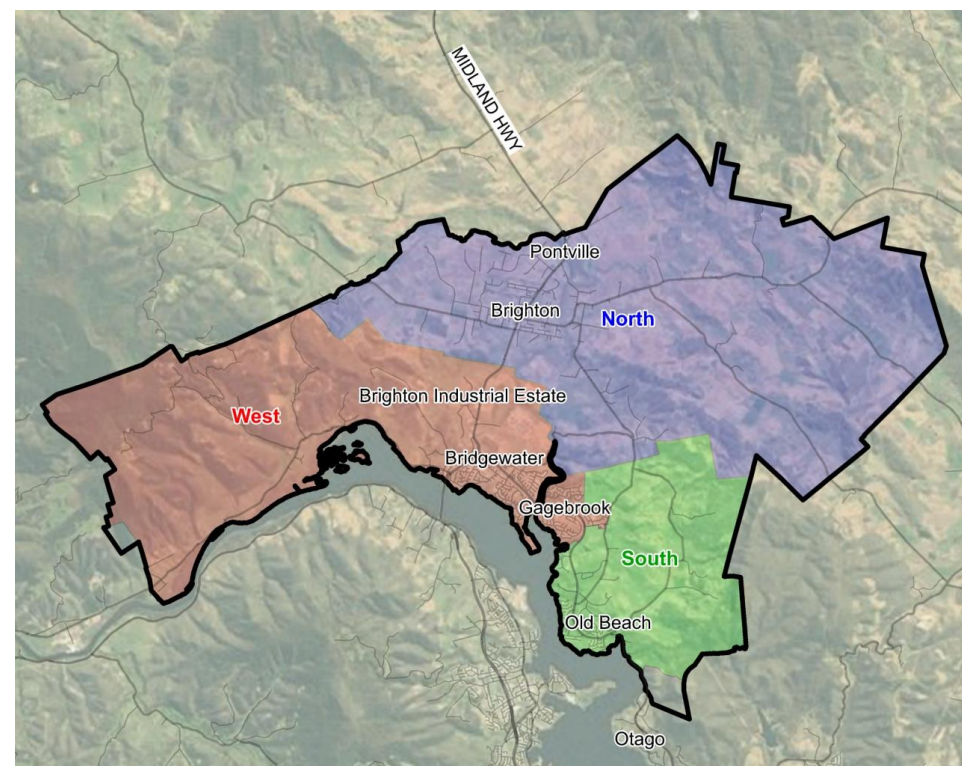 MIDLAND HWY
Pontville
Brighton
North
Brighton Industrial Estate
West
Bridgewater
Gagebrook
South
Old Beach
Otago